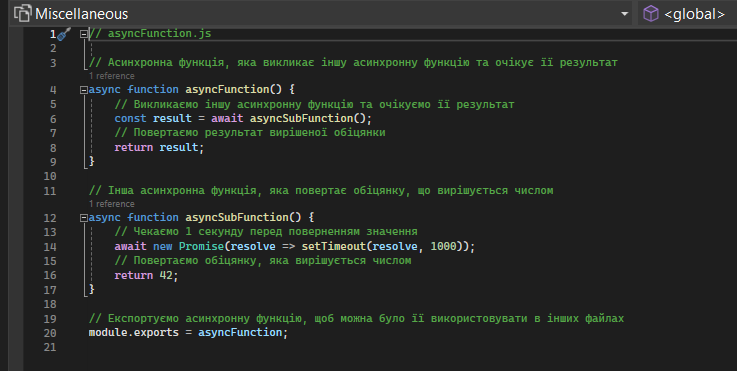 Miscellaneous
<global>
1 // asyncFunction.js
2
3 // Асинхронна функція, яка викликає іншу асинхронну функцію та очікує її результат
1 reference
4 async function asyncFunction() {
5 // Викликаємо іншу асинхронну функцію та очікуємо її результат
6 const result = await asyncSubFunction();
7 // Повертаємо результат вирішеної обіцянки
8 return result;
9 }
10
11 // Інша асинхронна функція, яка повертає обіцянку, що вирішується числом
1 reference
12 async function asyncSubFunction() {
13 // Чекаємо 1 секунду перед поверненням значення
14 await new Promise(resolve => setTimeout(resolve, 1000));
15 // Повертаємо обіцянку, яка вирішується числом
16 return 42;
17 }
18
19 // Експортуємо асинхронну функцію, щоб можна було її використовувати в інших файлах
20 module.exports = asyncFunction;
21